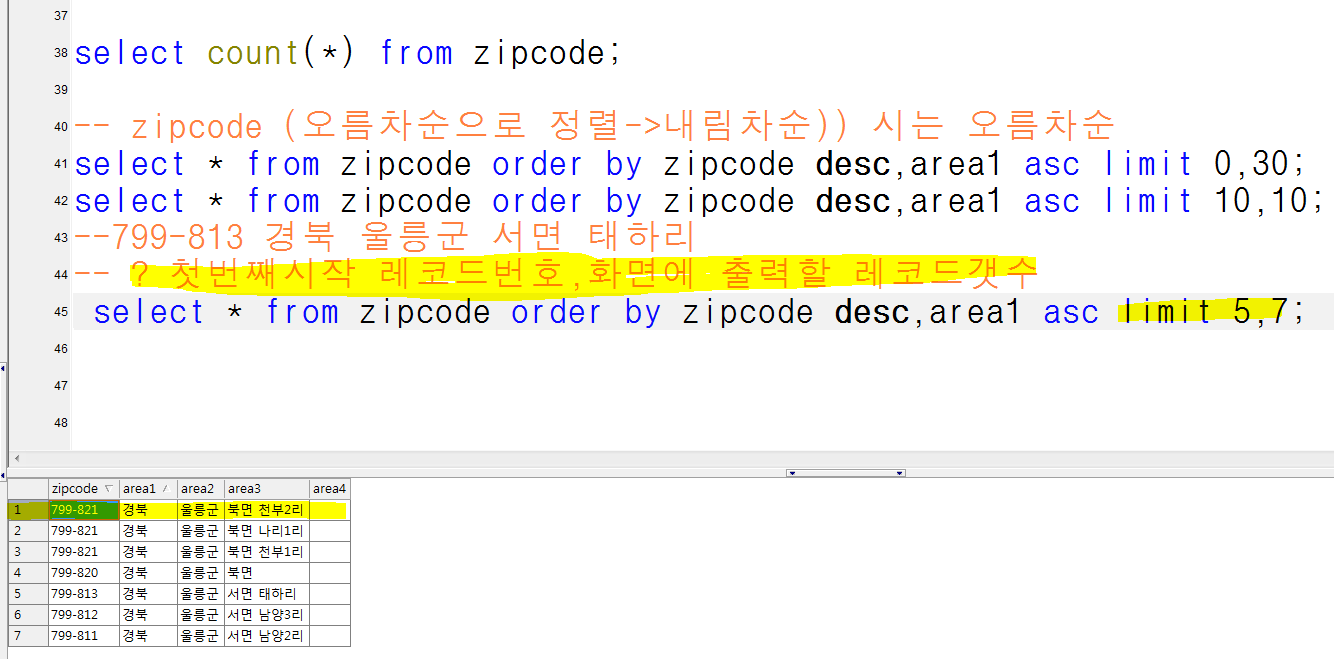 37
38 select count(*) from zipcode;
39
40 -- zipcode (오름차순으로 정렬->내림차순)) 시는 오름차순
41 select * from zipcode order by zipcode desc,area1 asc limit 0,30;
42 select * from zipcode order by zipcode desc,area1 asc limit 10,10;
43 --799-813 경북 울릉군 서면 태하리
44 -- ? 첫번째시작 레코드번호,화면에 출력할 레코드갯수
45 select * from zipcode order by zipcode desc,area1 asc limit 5,7;
46
47
48
zipcode area1 area2 area3 area4
1 799-821 경북 울릉군 북면 천부2리
2 799-821 경북 울릉군 북면 나리1리
3 799-821 경북 울릉군 북면 천부1리
4 799-820 경북 울릉군 북면
5 799-813 경북 울릉군 서면 태하리
6 799-812 경북 울릉군 서면 남양3리
7 799-811 경북 울릉군 서면 남양2리